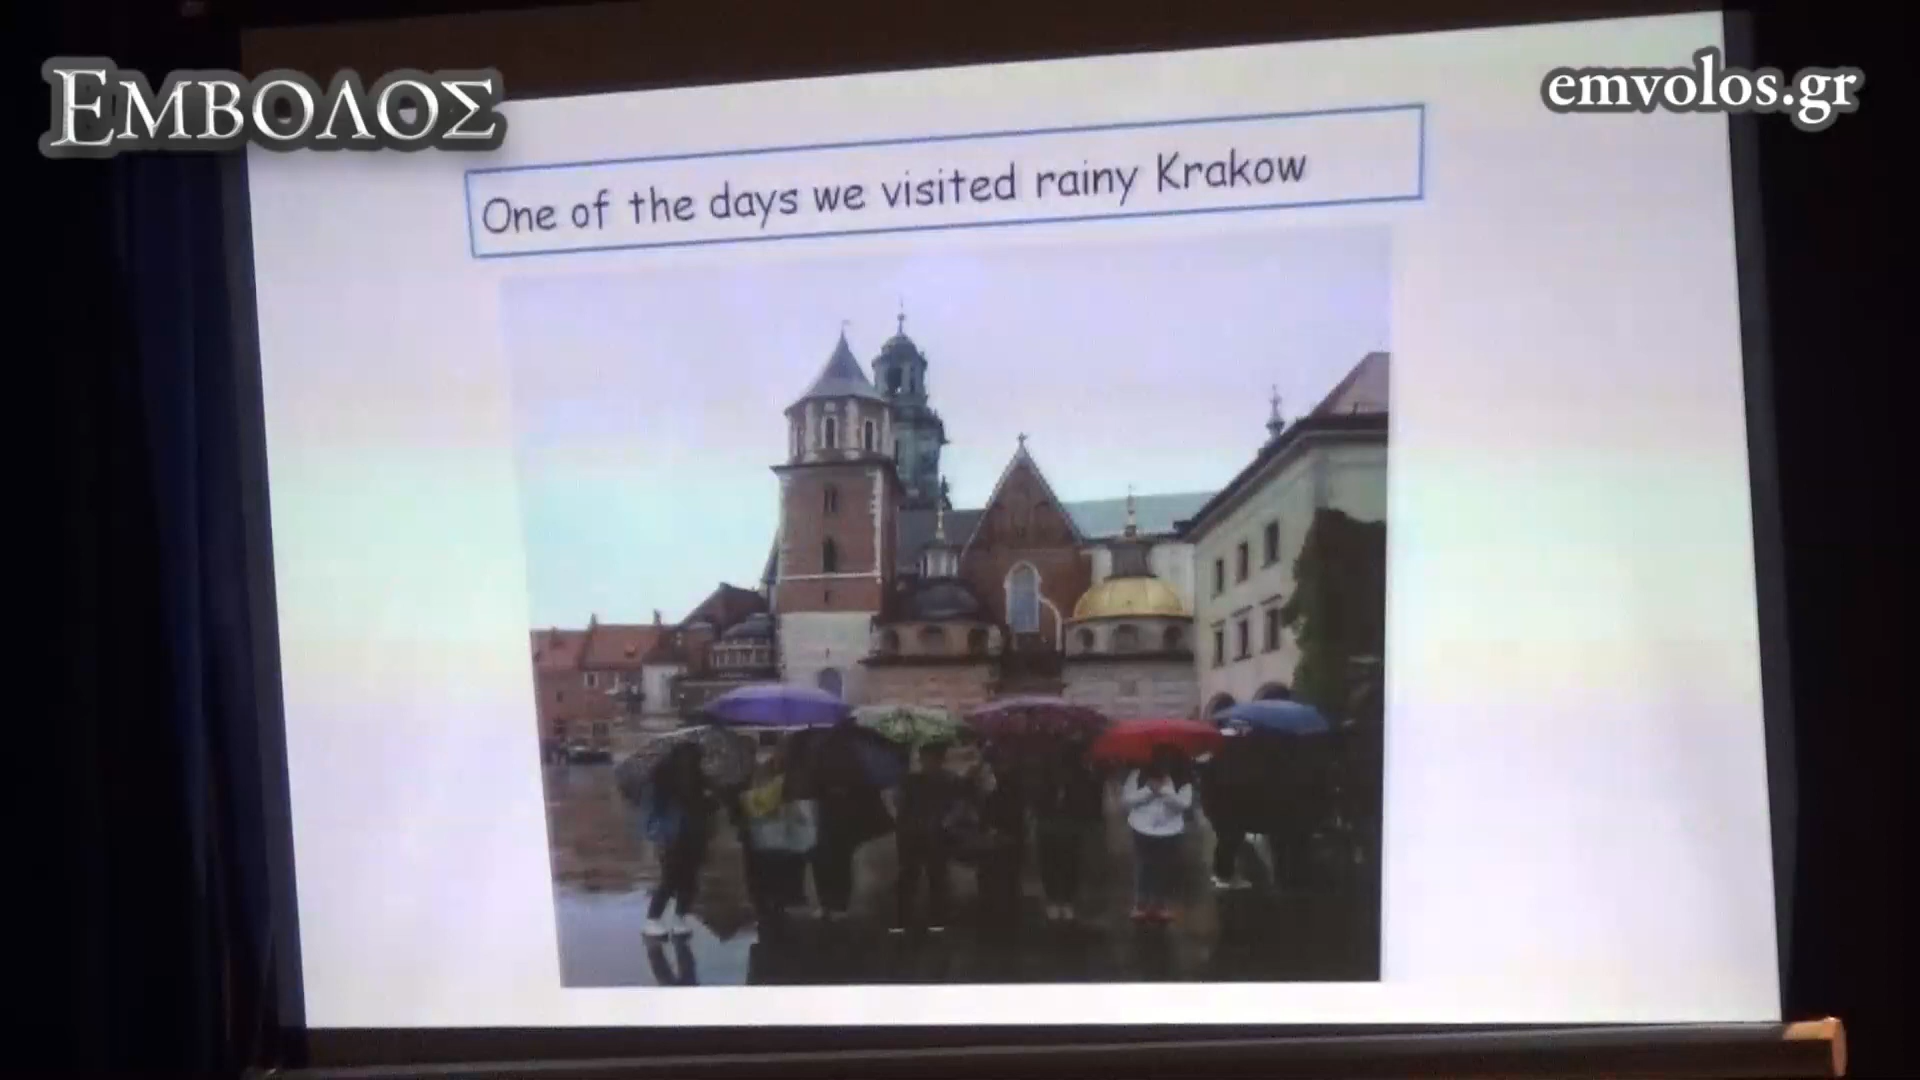 ΕΜΒΟΛΟΣ
emvolos.gr
One of the days we visited rainy Krakow